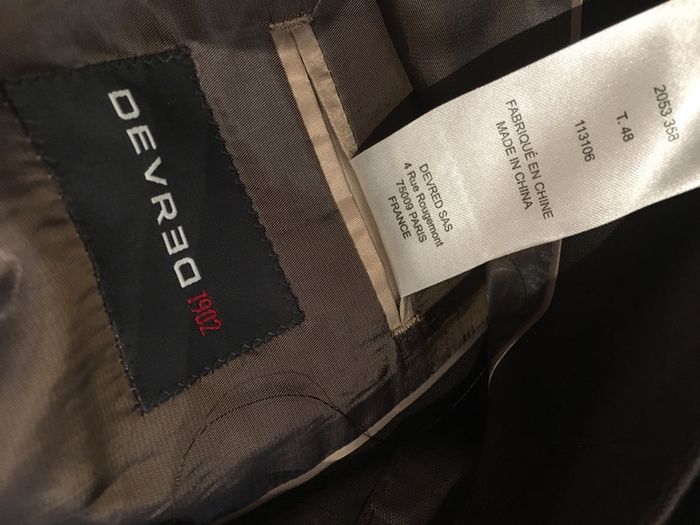 DEVRED
1902
2053 358
T. 48
113106
FABRIQUÉ EN CHINE
MADE IN CHINA
DEVRED SAS
4 Rue Rougemont
75009 PARIS
FRANCE